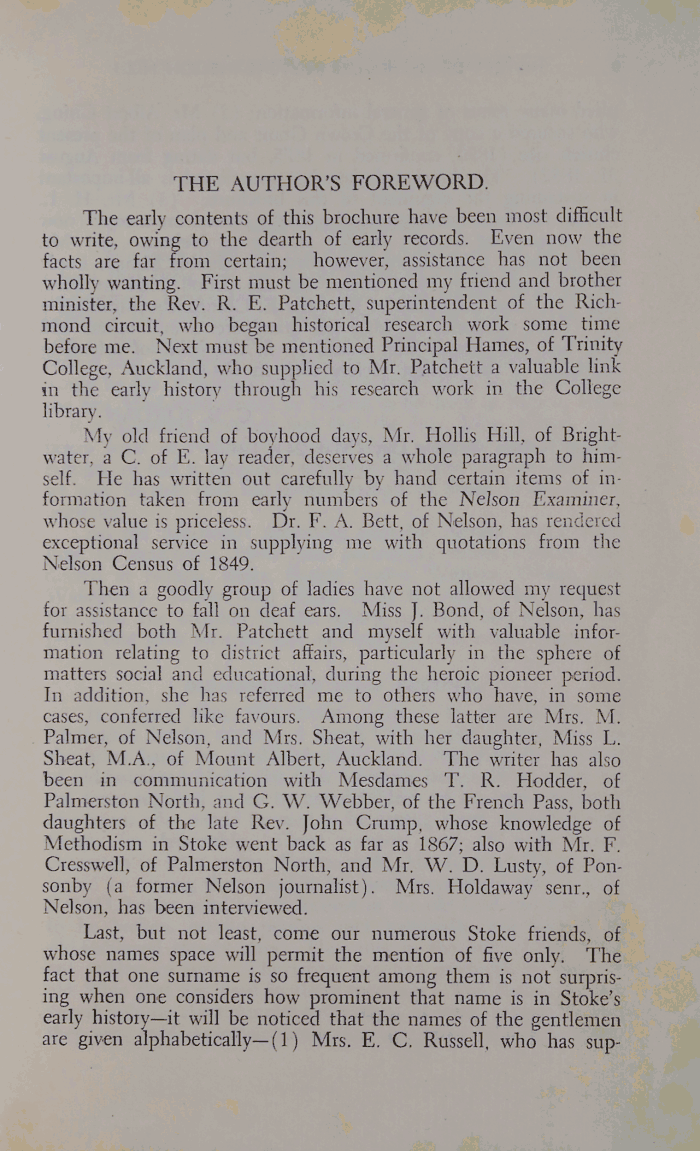 THE AUTHOR'S FOREWORD.
The early contents of this brochure have been most difficult
to write, owing to the dearth of early records. Even now the
facts are far from certain; however, assistance has not been
wholly wanting. First must be mentioned my friend and brother
minister, the Rev. R. E. Patchett, superintendent of the Rich-
mond circuit, who began historical research work some time
before me. Next must be mentioned Principal Hames, of Trinity
College, Auckland, who supplied to Mr. Patchett a valuable link
in the early history through his research work in the College
library.
My old friend of boyhood days, Mr. Hollis Hill, of Bright-
water, a C. of E. lay reader, deserves a whole paragraph to him-
self. He has written out carefully by hand certain items of in-
formation taken from early numbers of the Nelson Examiner,
whose value is priceless. Dr. F. A. Bett, of Nelson, has rendered
exceptional service in supplying me with quotations from the
Nelson Census of 1849.
Then a goodly group of ladies have not allowed my request
for assistance to fall on deaf ears. Miss J. Bond, of Nelson, has
furnished both Mr. Patchett and myself with valuable infor-
mation relating to district affairs, particularly in the sphere of
matters social and educational, during the heroic pioneer period.
In addition, she has referred me to others who have, in some
cases, conferred like favours. Among these latter are Mrs. M.
Palmer, of Nelson, and Mrs. Sheat, with her daughter, Miss L.
Sheat, M.A., of Mount Albert, Auckland. The writer has also
been in communication with Mesdames T. R. Hodder, of
Palmerston North, and G. W. Webber, of the French Pass, both
daughters of the late Rev. John Crump, whose knowledge of
Methodism in Stoke went back as far as 1867; also with Mr. F.
Cresswell, of Palmerston North, and Mr. W. D. Lusty, of Pon-
sonby (a former Nelson journalist). Mrs. Holdaway senr., of
Nelson, has been interviewed.
Last, but not least, come our numerous Stoke friends, of
whose names space will permit the mention of five only. The
fact that one surname is so frequent among them is not surpris-
ing when one considers how prominent that name is in Stoke's
early history—it will be noticed that the names of the gentlemen
are given alphabetically—(1) Mrs. E. C. Russell, who has sup-